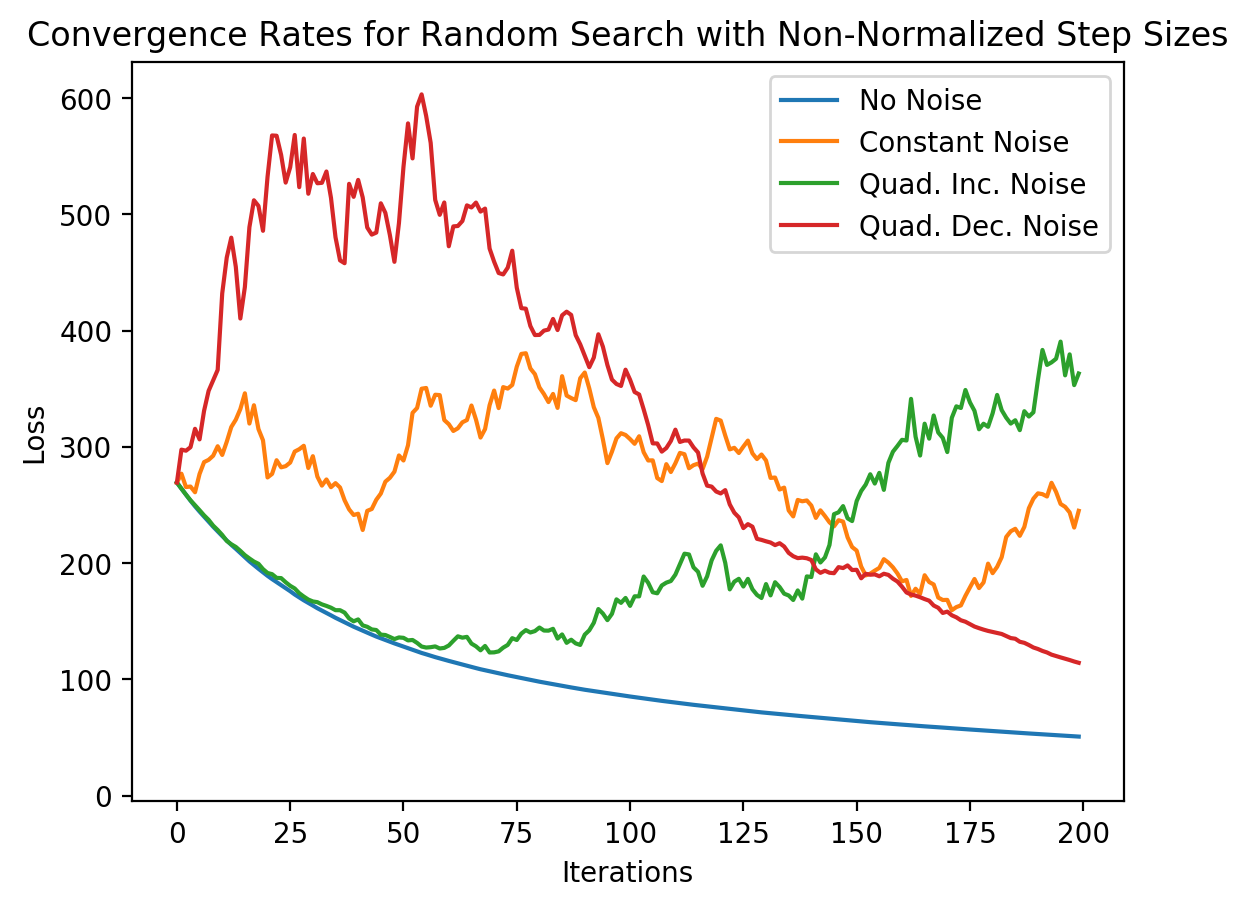 Convergence Rates for Random Search with Non-Normalized Step Sizes
No Noise
Constant Noise
Quad. Inc. Noise
Quad. Dec. Noise
Loss
600
500
400
300
200
100
0
0 25 50 75 100 125 150 175 200
Iterations